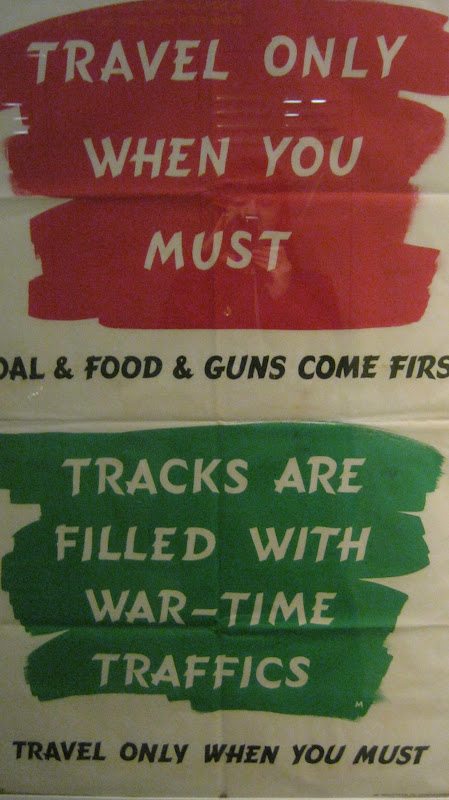 TRAVEL ONLY
WHEN YOU
MUST
OAL & FOOD & GUNS COME FIRS
TRACKS ARE
FILLED WITH
WAR-TIME
TRAFFICS
M
TRAVEL ONLY WHEN YOU MUST